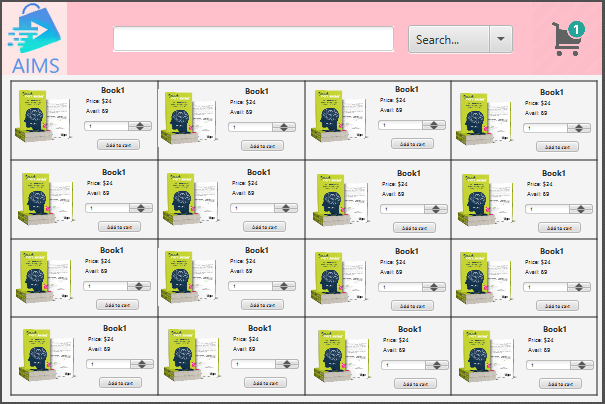 AIMS
Search...
1
Book1 Book1 Book1 Book1
Price: $24 Price: $24 Price: $24 Price: $24
Avail: 69 Avail: 69 Avail: 69 Avail: 69
1 1 1 1
Add to cart Add to cart Add to cart Add to cart
Book1 Book1 Book1 Book1
Price: $24 Price: $24 Price: $24 Price: $24
Avail: 69 Avail: 69 Avail: 69 Avail: 69
1 1 1 1
Add to cart Add to cart Add to cart Add to cart
Book1 Book1 Book1 Book1
Price: $24 Price: $24 Price: $24 Price: $24
Avail: 69 Avail: 69 Avail: 69 Avail: 69
1 1 1 1
Add to cart Add to cart Add to cart Add to cart
Book1 Book1 Book1 Book1
Price: $24 Price: $24 Price: $24 Price: $24
Avail: 69 Avail: 69 Avail: 69 Avail: 69
1 1 1 1
Add to cart Add to cart Add to cart Add to cart